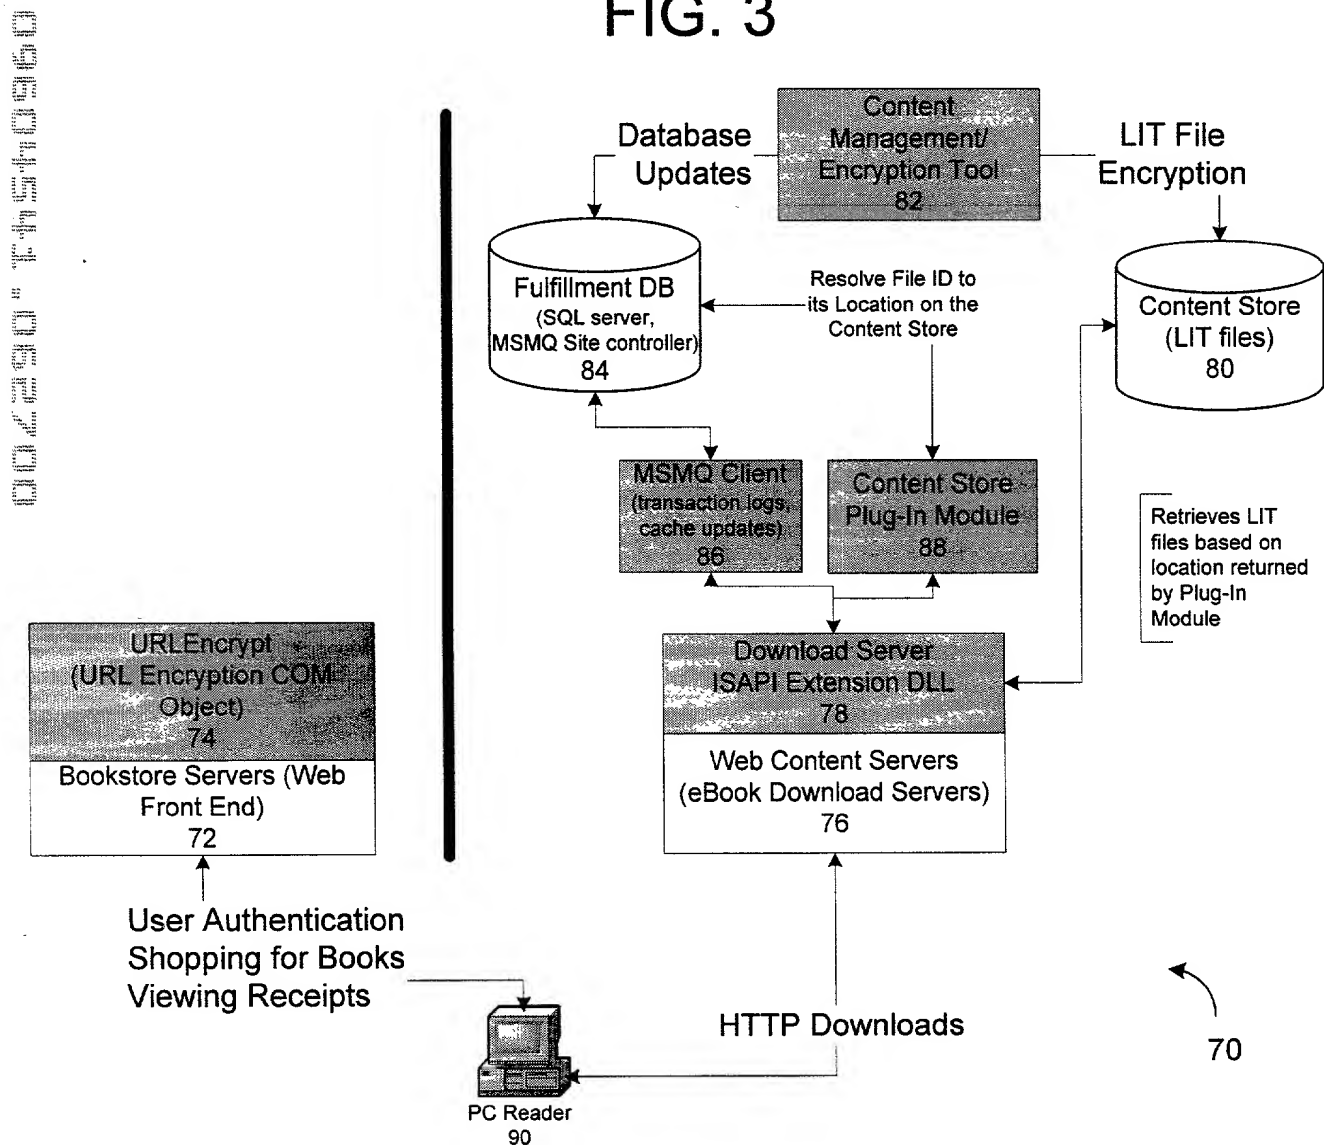 FIG. 3
Content
Management/
Encryption Tool
82
Database
Updates
LIT File
Encryption
Fulfillment DB
(SQL server,
MSMQ Site controller)
84
Resolve File ID to
its Location on the
Content Store
Content Store
(LIT files)
80
MSMQ Client
(transaction logs,
cache updates)
86
Content Store
Plug-In Module
88
Retrieves LIT
files based on
location returned
by Plug-In
Module
URLEncrypt
(URL Encryption COM
Object)
74
Bookstore Servers (Web
Front End)
72
Download Server
ISAPI Extension DLL
78
Web Content Servers
(eBook Download Servers)
76
User Authentication
Shopping for Books
Viewing Receipts
HTTP Downloads
70
PC Reader
90